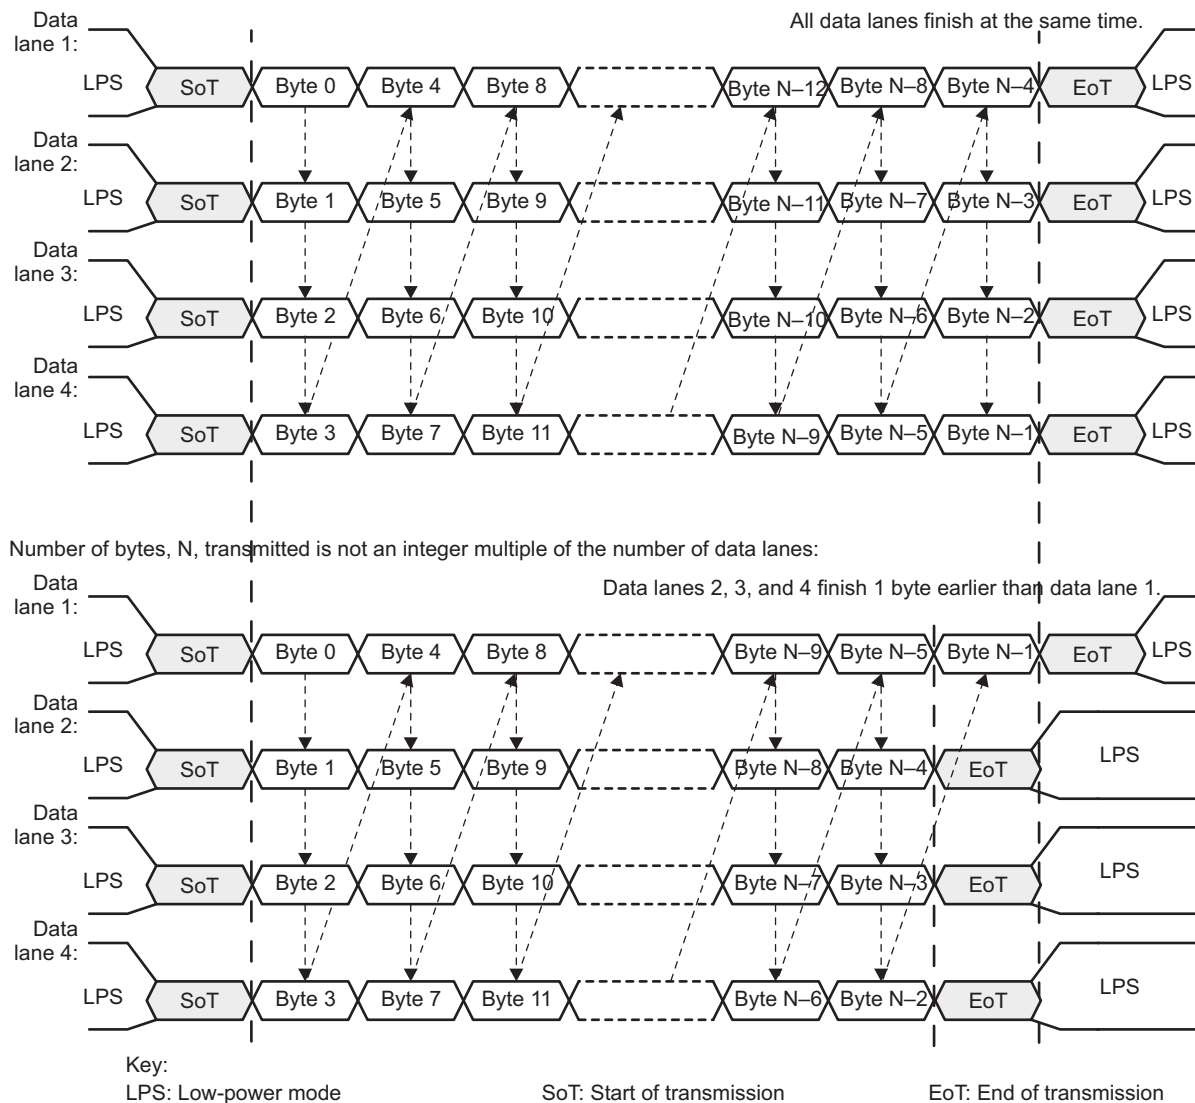 Data
lane 1:
All data lanes finish at the same time.
LPS SoT Byte 0 Byte 4 Byte 8 Byte N–12 Byte N–8 Byte N–4 EoT LPS
Data
lane 2:
LPS SoT Byte 1 Byte 5 Byte 9 Byte N–11 Byte N–7 Byte N–3 EoT LPS
Data
lane 3:
LPS SoT Byte 2 Byte 6 Byte 10 Byte N–10 Byte N–6 Byte N–2 EoT LPS
Data
lane 4:
LPS SoT Byte 3 Byte 7 Byte 11 Byte N–9 Byte N–5 Byte N–1 EoT LPS
Number of bytes, N, transmitted is not an integer multiple of the number of data lanes:
Data
lane 1:
Data lanes 2, 3, and 4 finish 1 byte earlier than data lane 1.
LPS SoT Byte 0 Byte 4 Byte 8 Byte N–9 Byte N–5 Byte N–1 EoT LPS
Data
lane 2:
LPS SoT Byte 1 Byte 5 Byte 9 Byte N–8 Byte N–4 EoT LPS
Data
lane 3:
LPS SoT Byte 2 Byte 6 Byte 10 Byte N–7 Byte N–3 EoT LPS
Data
lane 4:
LPS SoT Byte 3 Byte 7 Byte 11 Byte N–6 Byte N–2 EoT LPS
Key:
LPS: Low-power mode SoT: Start of transmission EoT: End of transmission